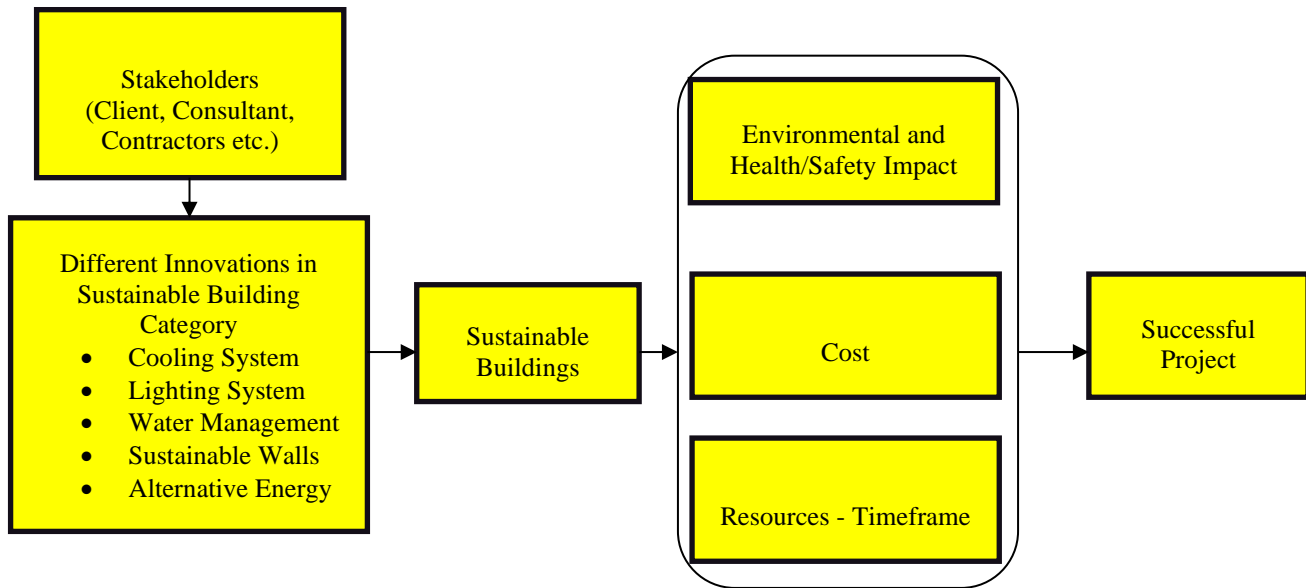 Stakeholders
(Client, Consultant,
Contractors etc.)
Different Innovations in
Sustainable Building
Category
• Cooling System
• Lighting System
• Water Management
• Sustainable Walls
• Alternative Energy
Sustainable
Buildings
Environmental and
Health/Safety Impact
Cost
Resources - Timeframe
Successful
Project